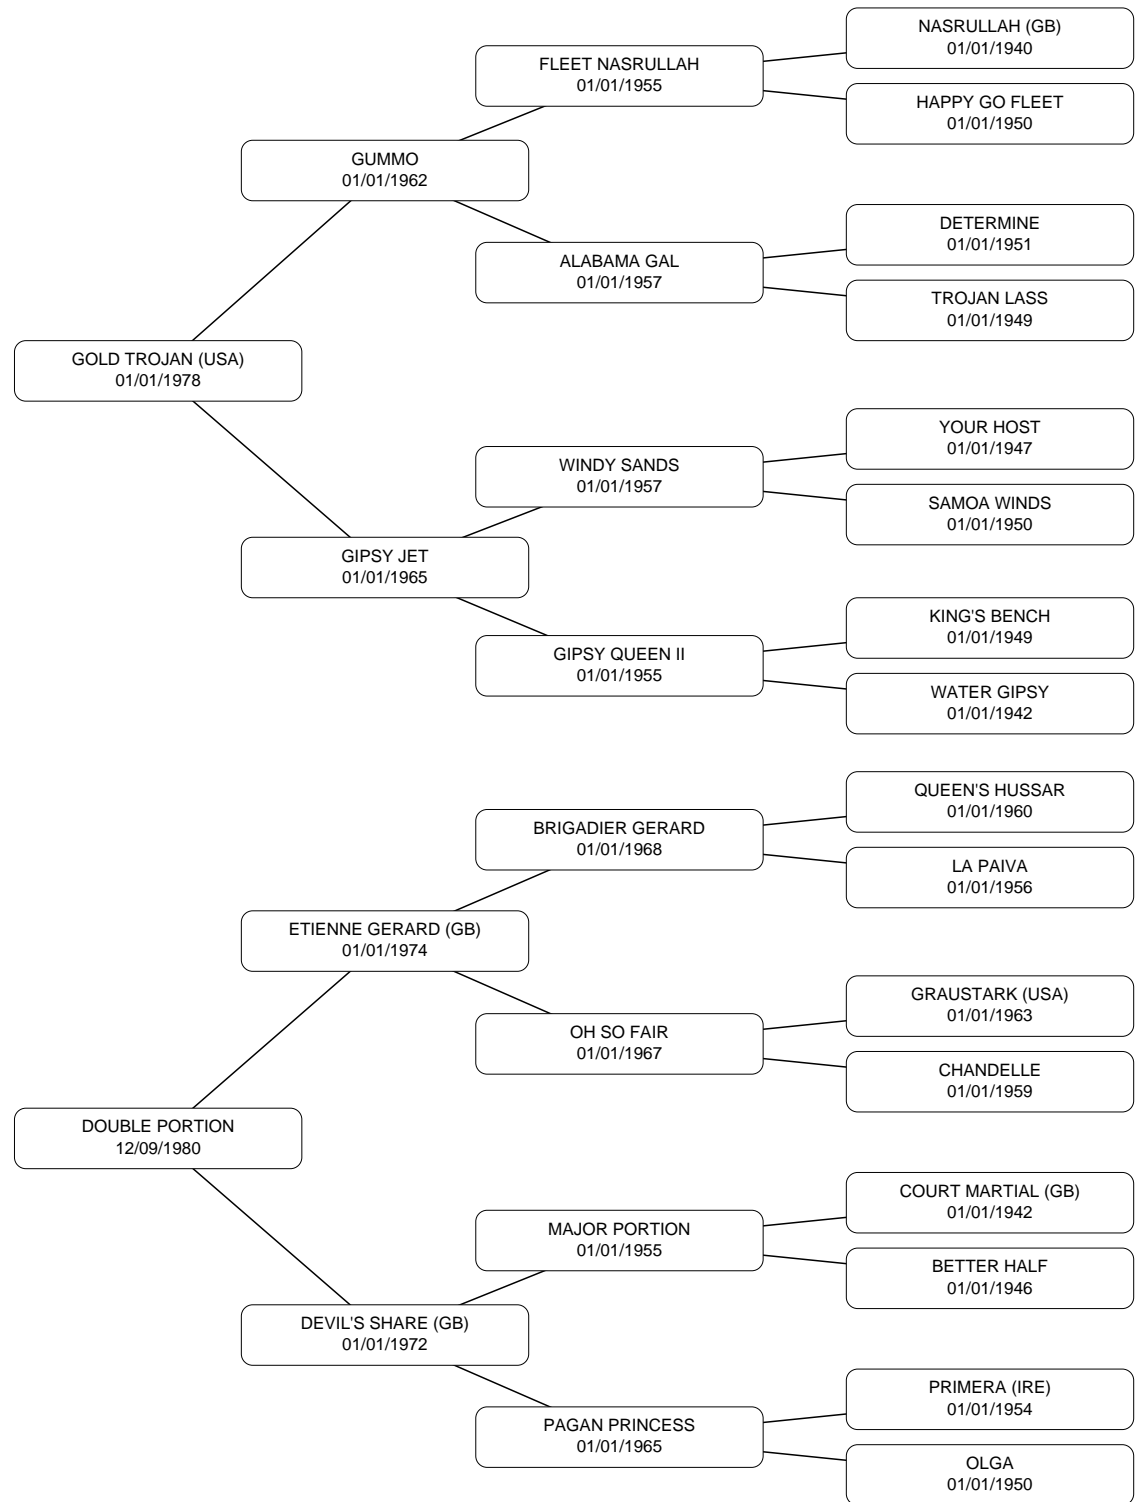 NASRULLAH (GB)
01/01/1940
FLEET NASRULLAH
01/01/1955
HAPPY GO FLEET
01/01/1950
GUMMO
01/01/1962
DETERMINE
01/01/1951
ALABAMA GAL
01/01/1957
TROJAN LASS
01/01/1949
GOLD TROJAN (USA)
01/01/1978
YOUR HOST
01/01/1947
WINDY SANDS
01/01/1957
SAMOA WINDS
01/01/1950
GIPSY JET
01/01/1965
KING'S BENCH
01/01/1949
GIPSY QUEEN II
01/01/1955
WATER GIPSY
01/01/1942
QUEEN'S HUSSAR
01/01/1960
BRIGADIER GERARD
01/01/1968
LA PAIVA
01/01/1956
ETIENNE GERARD (GB)
01/01/1974
GRAUSTARK (USA)
01/01/1963
OH SO FAIR
01/01/1967
CHANDELLE
01/01/1959
DOUBLE PORTION
12/09/1980
COURT MARTIAL (GB)
01/01/1942
MAJOR PORTION
01/01/1955
BETTER HALF
01/01/1946
DEVIL'S SHARE (GB)
01/01/1972
PRIMERA (IRE)
01/01/1954
PAGAN PRINCESS
01/01/1965
OLGA
01/01/1950